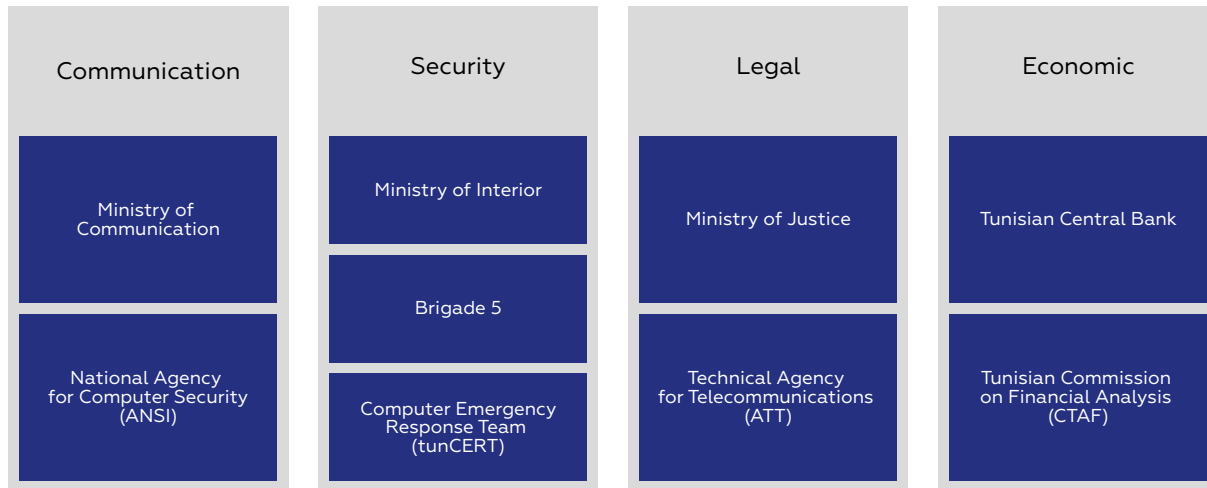 Communication
Ministry of
Communication
National Agency
for Computer Security
(ANSI)
Security
Ministry of Interior
Brigade 5
Computer Emergency
Response Team
(tunCERT)
Legal
Ministry of Justice
Technical Agency
for Telecommunications
(ATT)
Economic
Tunisian Central Bank
Tunisian Commission
on Financial Analysis
(CTAF)